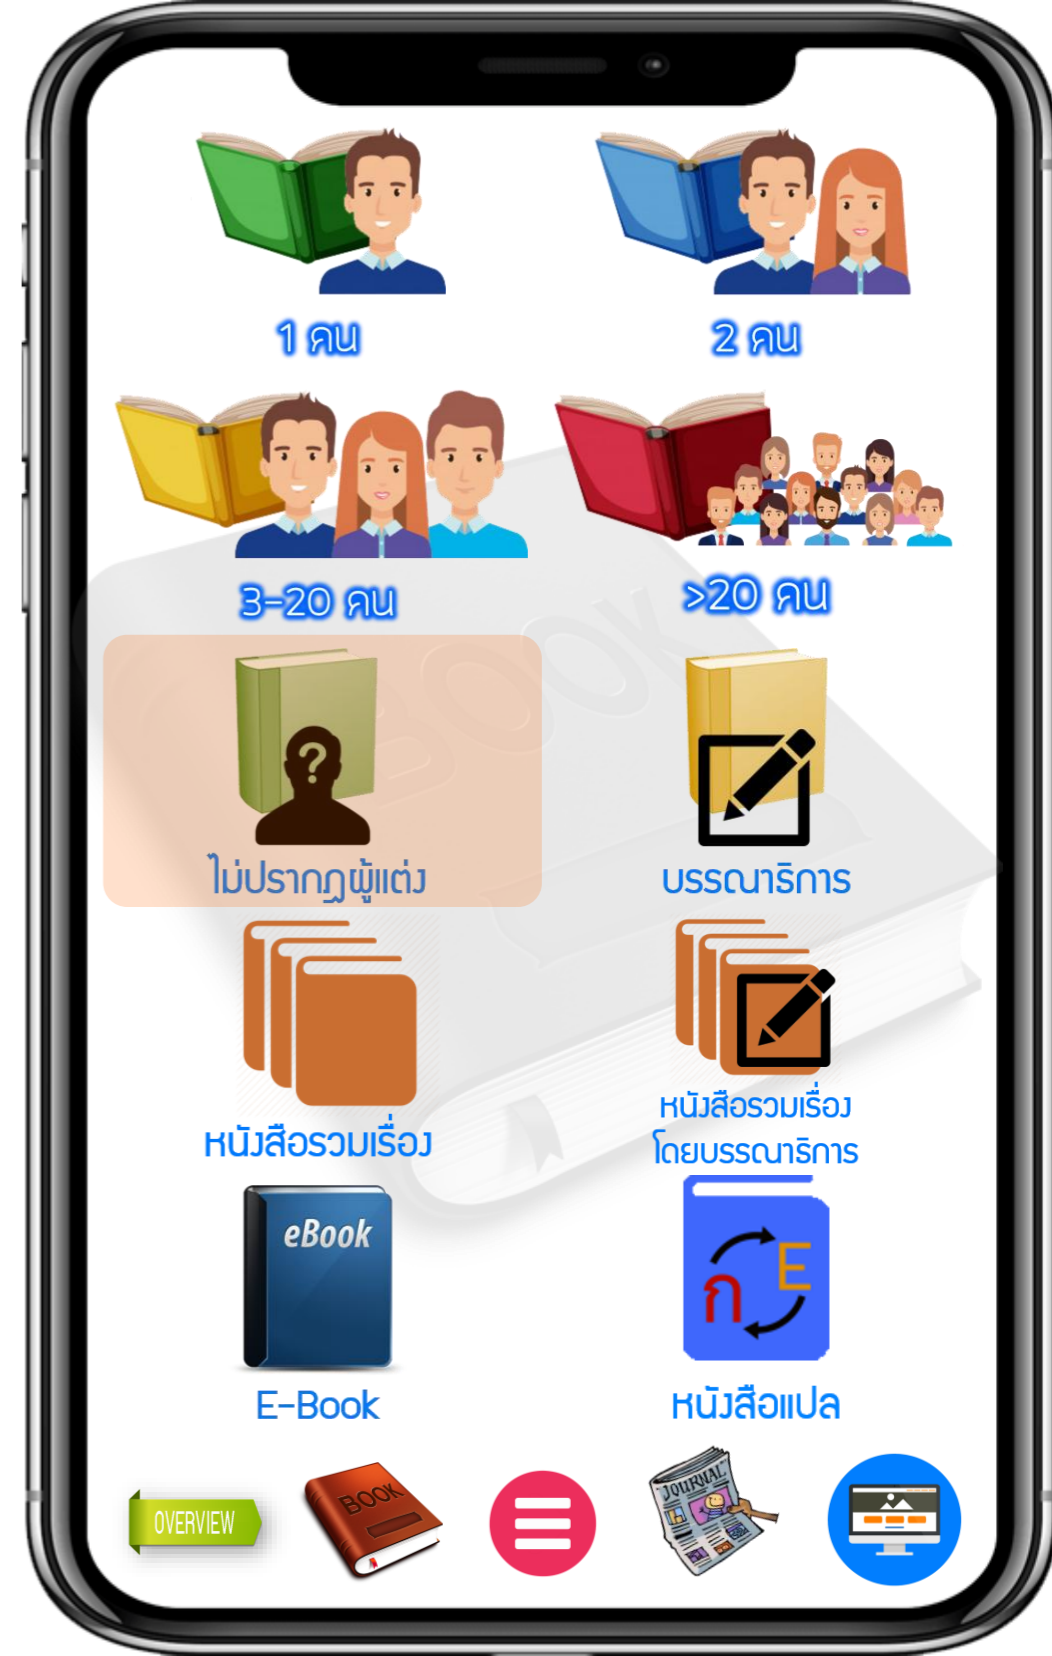 1 คน
2 คน
3-20 คน
>20 คน
BOOK
?
ไม่ปรากฏผู้แต่ง
บรรณาธิการ
หนังสือรวมเรื่อง
หนังสือรวมเรื่อง
โดยบรรณาธิการ
eBook
ก E
E-Book
หนังสือแปล
OVERVIEW
BOOK
JOURNAL